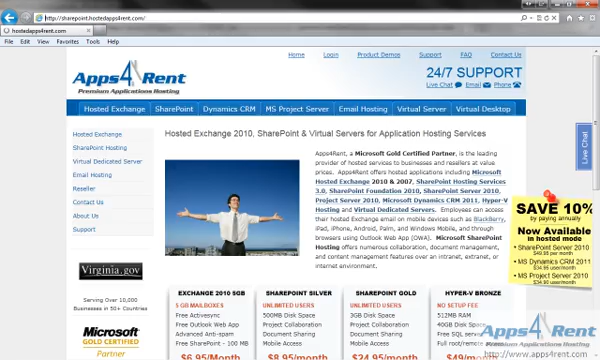 http://sharepoint.hostedapps4rent.com/
hostedapps4rent.com
File Edit View Favorites Tools Help
Home Login Product Demos Support FAQ Contact Us
Apps4Rent
Premium Applications Hosting
24/7 SUPPORT
Live Chat Email Phone
Hosted Exchange SharePoint Dynamics CRM MS Project Server Email Hosting Virtual Server Virtual Desktop
Hosted Exchange
SharePoint Hosting
Virtual Dedicated Server
Email Hosting
Reseller
Contact Us
About Us
Support
Virginia.gov
Serving Over 10,000
Businesses in 50+ Countries
Microsoft
GOLD CERTIFIED
Partner
Hosted Exchange 2010, SharePoint & Virtual Servers for Application Hosting Services
Apps4Rent, a Microsoft Gold Certified Partner, is the leading
provider of hosted services to businesses and resellers at value
prices. Apps4Rent offers hosted applications including Microsoft
Hosted Exchange 2010 & 2007, SharePoint Hosting Services
3.0, SharePoint Foundation 2010, SharePoint Server 2010,
Project Server 2010, Microsoft Dynamics CRM 2011, Hyper-V
Hosting and Virtual Dedicated Servers. Employees can access
their hosted Exchange email on mobile devices such as BlackBerry,
iPad, iPhone, Android, Palm, and Windows Mobile, and through
browsers using Outlook Web App (OWA). Microsoft SharePoint
Hosting offers numerous collaboration, document management,
and content management features over an intranet, extranet, or
internet environment.
Live Chat
SAVE 10%
by paying annually
Now Available
in hosted mode
• SharePoint Server 2010
$49.95 per user/month
• MS Dynamics CRM 2011
$34.95 user/month
• MS Project Server 2010
$34.90 user/month
EXCHANGE 2010 5GB
5 GB MAILBOXES
Free Activesync
Free Outlook Web App
Advanced Anti-spam
Free SharePoint - 100 MB
$6.95/Month
SHAREPOINT SILVER
UNLIMITED USERS
500MB Disk Space
Project Collaboration
Document Sharing
Mobile Access
$8.95/month
SHAREPOINT GOLD
UNLIMITED USERS
3GB Disk Space
Project Collaboration
Document Sharing
Mobile Access
$24.95/month
HYPER-V BRONZE
NO SETUP FEE
512MB RAM
40GB Disk Space
Free SQL
Full root/remote
$49/
Apps4Rent
Premium Applications Hosting
http://www.apps4rent.com